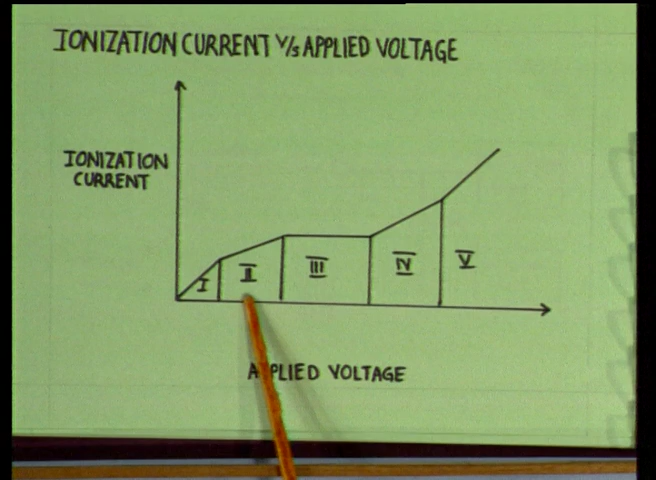 IONIZATION CURRENT V/s APPLIED VOLTAGE
IONIZATION
CURRENT
I
II
III
IV
V
APPLIED VOLTAGE